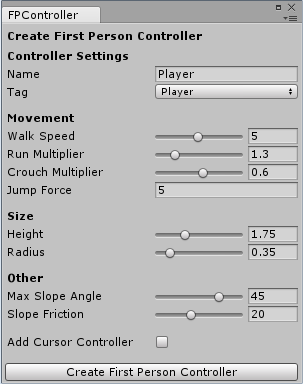 FPController
Create First Person Controller
Controller Settings
Name Player
Tag Player
Movement
Walk Speed 5
Run Multiplier 1.3
Crouch Multiplier 0.6
Jump Force 5
Size
Height 1.75
Radius 0.35
Other
Max Slope Angle 45
Slope Friction 20
Add Cursor Controller
Create First Person Controller